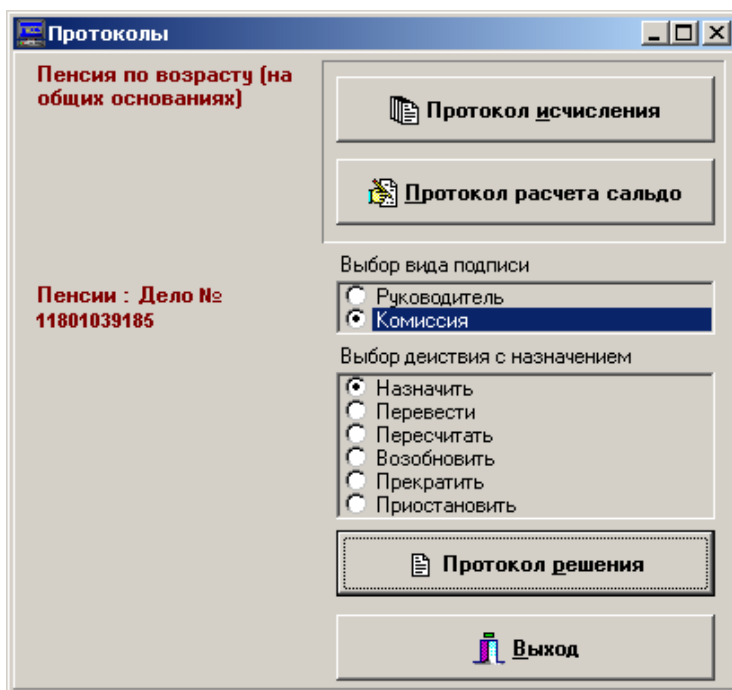 Протоколы
Пенсия по возрасту (на
общих основаниях)
Протокол исчисления
Протокол расчета сальдо
Выбор вида подписи
Руководитель
Комиссия
Пенсии : Дело №
11801039185
Выбор деиствия с назначением
Назначить
Перевести
Пересчитать
Возобновить
Прекратить
Приостановить
Протокол решения
Выход